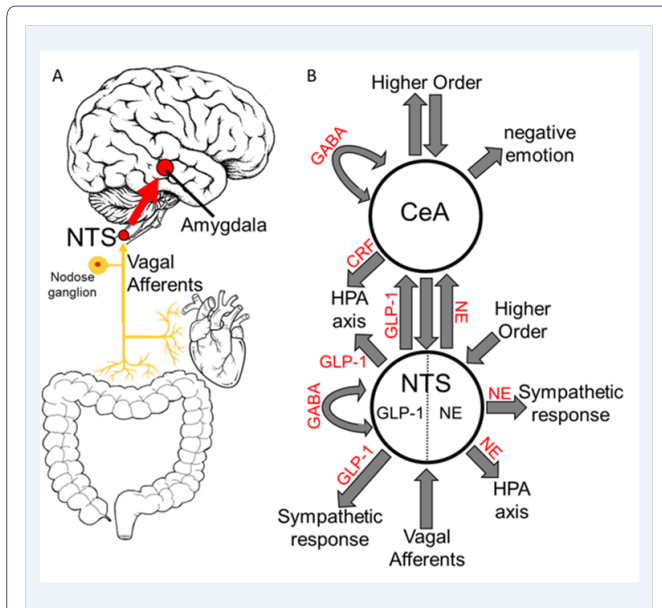 A
NTS
Amygdala
Nodose
ganglion
Vagal
Afferents
B
Higher Order
GABA
negative
emotion
CeA
CRF
HPA
axis
GLP-1
NE
Higher
Order
GLP-1
NTS
GLP-1
NE
GABA
NE
Sympathetic
response
GLP-1
NE
HPA
axis
Sympathetic
response
Vagal
Afferents